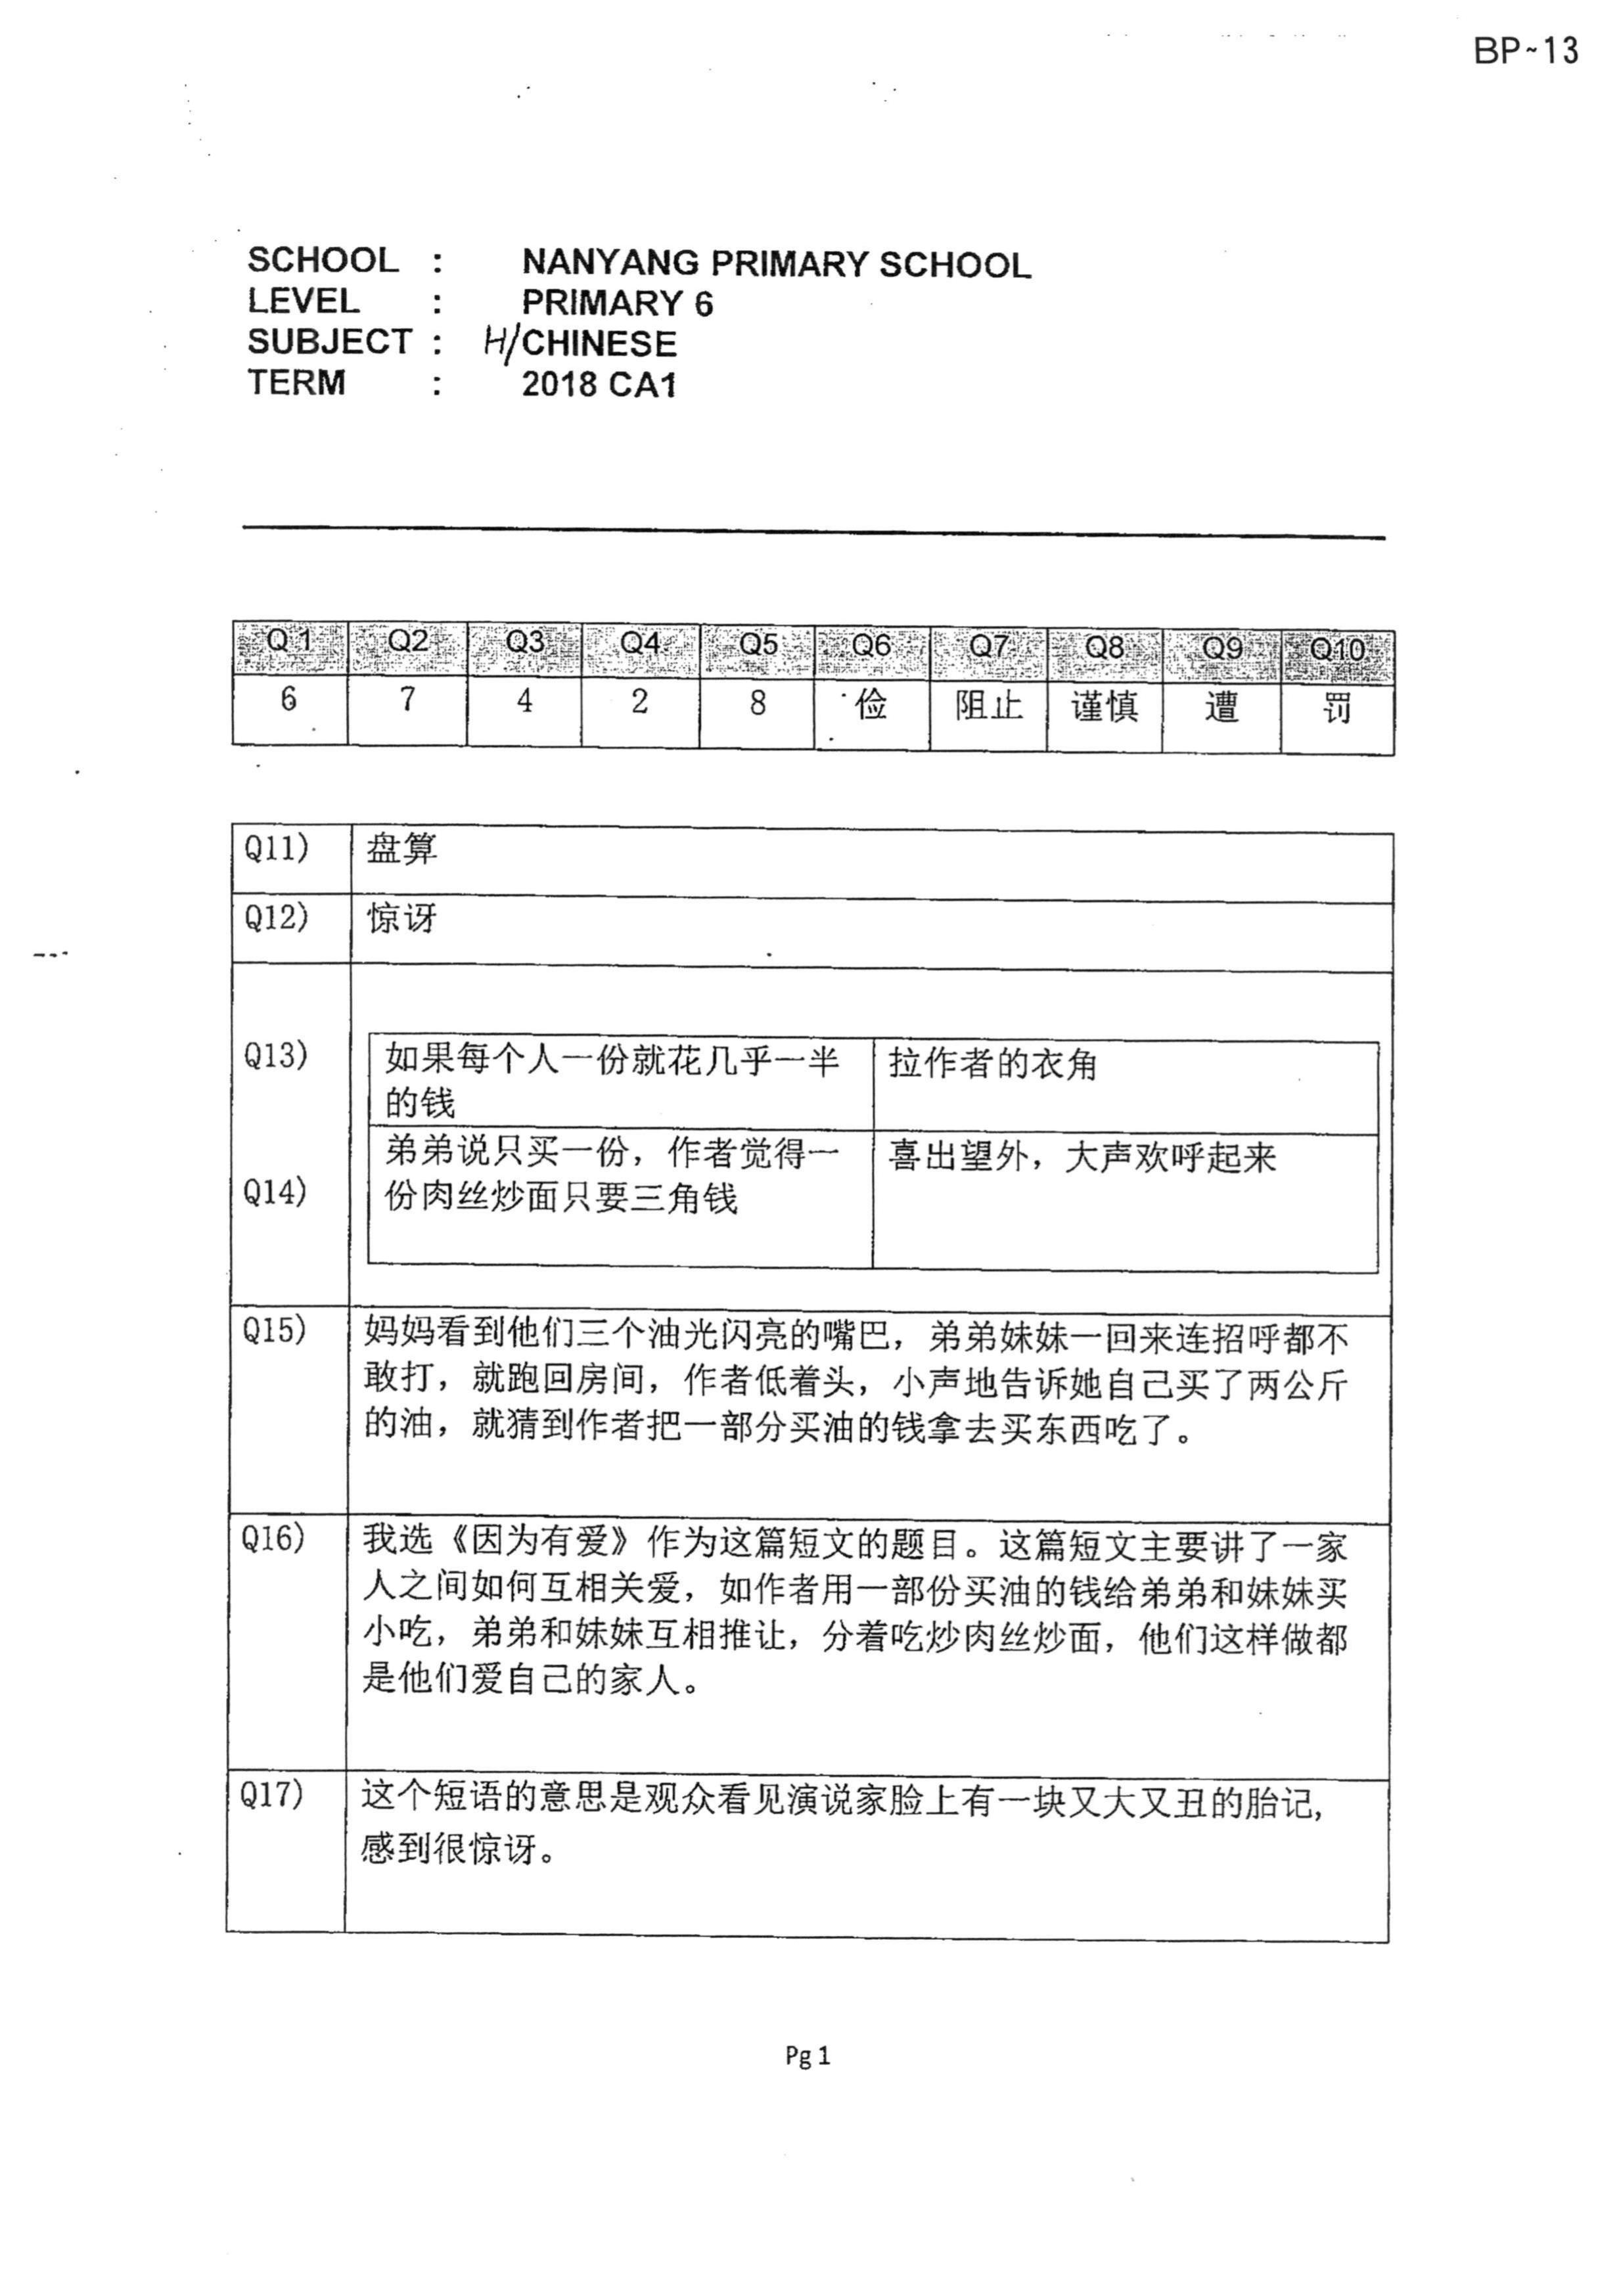 BP~13
SCHOOL : NANYANG PRIMARY SCHOOL
LEVEL : PRIMARY 6
SUBJECT : H/CHINESE
TERM : 2018 CA1
Q1 Q2 Q3 Q4 Q5 Q6 Q7 Q8 Q9 Q10
6 7 4 2 8 俭 阻止 谨慎 遭 罚
Q11) 盘算
Q12) 惊讶
Q13) 如果每个人一份就花几乎一半 拉作者的衣角
的钱
弟弟说只买一份，作者觉得一 喜出望外，大声欢呼起来
Q14) 份肉丝炒面只要三角钱
Q15) 妈妈看到他们三个油光闪亮的嘴巴，弟弟妹妹一回来连招呼都不
敢打，就跑回房间，作者低着头，小声地告诉她自己买了两公斤
的油，就猜到作者把一部分买油的钱拿去买东西吃了。
Q16) 我选《因为有爱》作为这篇短文的题目。这篇短文主要讲了一家
人之间如何互相关爱，如作者用一部份买油的钱给弟弟和妹妹买
小吃，弟弟和妹妹互相推让，分着吃炒肉丝炒面，他们这样做都
是他们爱自己的家人。
Q17) 这个短语的意思是观众看见演说家脸上有一块又大又丑的胎记,
感到很惊讶。
Pg 1